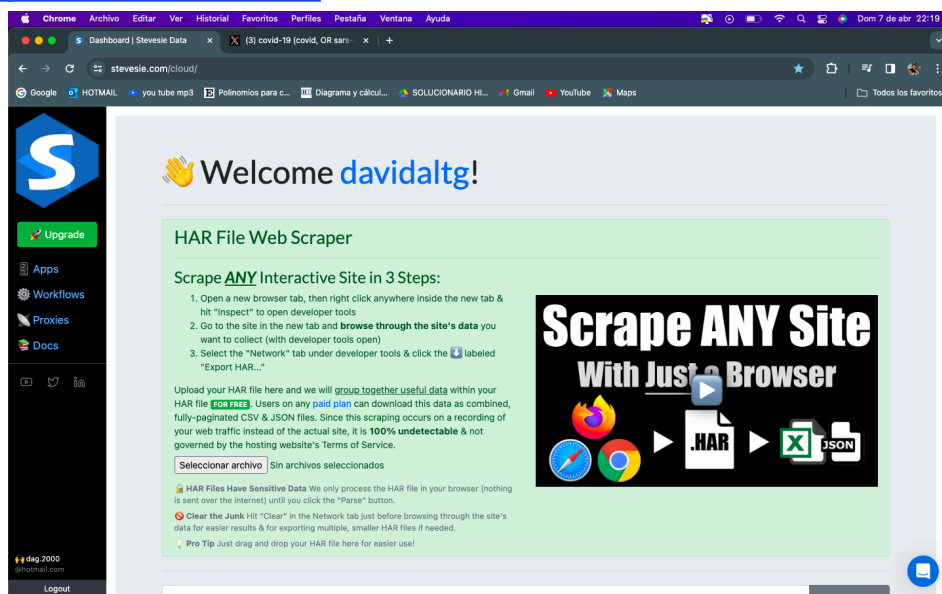 Chrome Archivo Editar Ver Historial Favoritos Perfiles Pestaña Ventana Ayuda Dom 7 de abr 22:19
Dashboard | Stevesie Data (3) covid-19 (covid, OR sars-
stevesie.com/cloud/
Google HOTMAIL you tube mp3 Polinomios para c... Diagrama y cálcul... SOLUCIONARIO HI... Gmail YouTube Maps Todos los favoritos
S
👋 Welcome davidaltg!
Upgrade
Apps
Workflows
Proxies
Docs
HAR File Web Scraper
Scrape ANY Interactive Site in 3 Steps:
1. Open a new browser tab, then right click anywhere inside the new tab &
hit "Inspect" to open developer tools
2. Go to the site in the new tab and browse through the site's data you
want to collect (with developer tools open)
3. Select the "Network" tab under developer tools & click the ⬇ labeled
"Export HAR..."
Upload your HAR file here and we will group together useful data within your
HAR file FOR FREE. Users on any paid plan can download this data as combined,
fully-paginated CSV & JSON files. Since this scraping occurs on a recording of
your web traffic instead of the actual site, it is 100% undetectable & not
governed by the hosting website's Terms of Service.
Seleccionar archivo Sin archivos seleccionados
🔒 HAR Files Have Sensitive Data We only process the HAR file in your browser (nothing
is sent over the internet) until you click the "Parse" button.
🚫 Clear the Junk Hit "Clear" in the Network tab just before browsing through the site's
data for easier results & for exporting multiple, smaller HAR files if needed.
💡 Pro Tip Just drag and drop your HAR file here for easier use!
Scrape ANY Site
With Just a Browser
.HAR
X
JSON
dag.2000
@hotmail.com
Logout